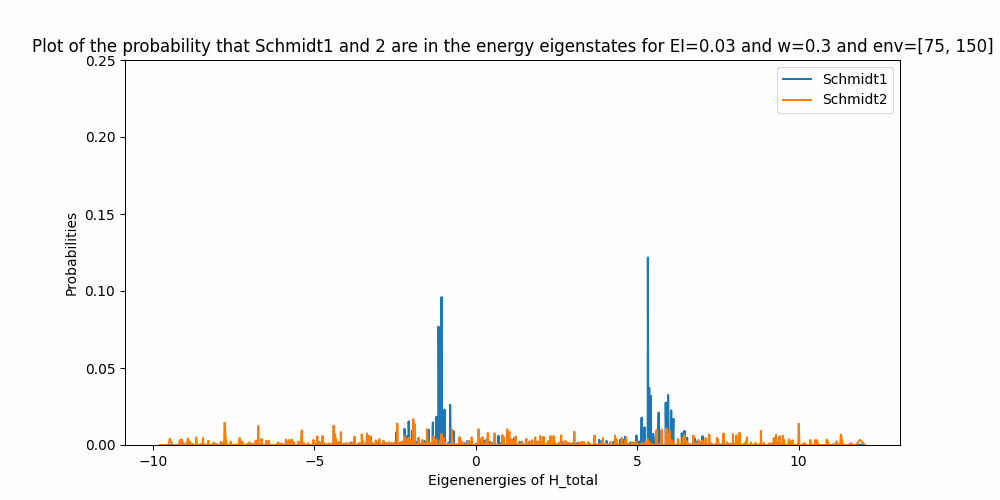 Plot of the probability that Schmidt1 and 2 are in the energy eigenstates for EI=0.03 and w=0.3 and env=[75, 150]
Schmidt1
Schmidt2
Probabilities
0.25
0.20
0.15
0.10
0.05
0.00
−10
−5
0
5
10
Eigenenergies of H_total